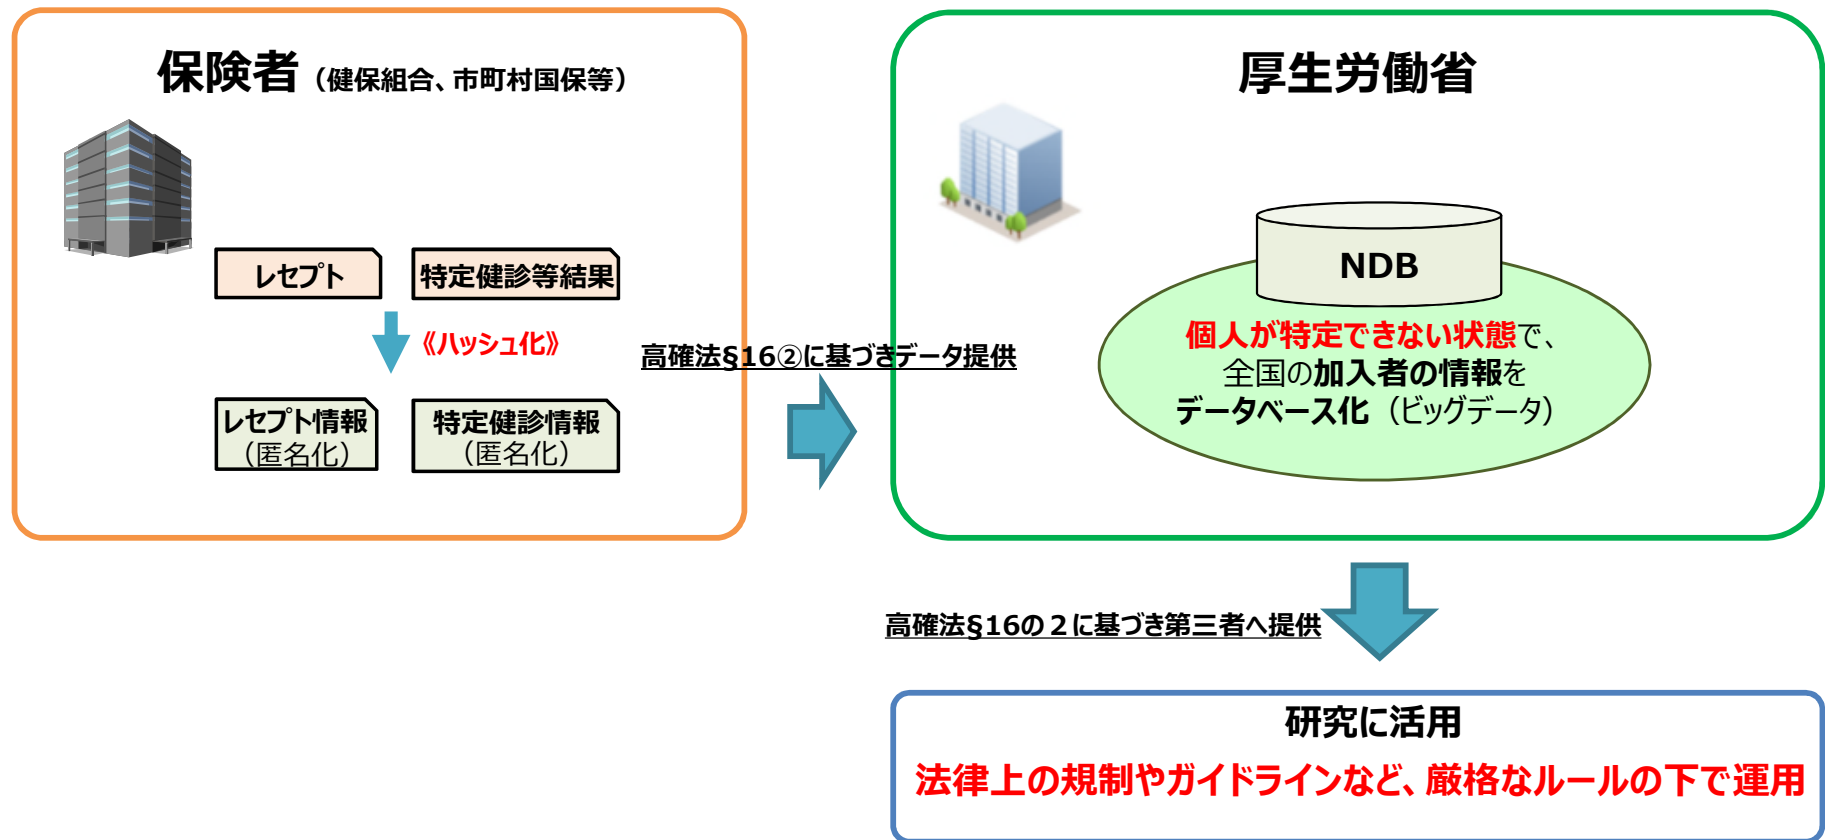 保険者（健保組合、市町村国保等）
レセプト
特定健診等結果
《ハッシュ化》
レセプト情報
（匿名化）
特定健診情報
（匿名化）
高確法§16②に基づきデータ提供
厚生労働省
NDB
個人が特定できない状態で、
全国の加入者の情報を
データベース化（ビッグデータ）
高確法§16の２に基づき第三者へ提供
研究に活用
法律上の規制やガイドラインなど、厳格なルールの下で運用